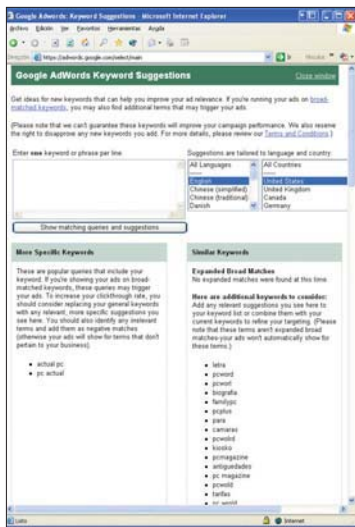 Google Adwords: Keyword Suggestions - Microsoft Internet Explorer
Archivo Edición Ver Favoritos Herramientas Ayuda
https://adwords.google.com/select/main
Google AdWords Keyword Suggestions
Close window
Get ideas for new keywords that can help you improve your ad relevance. If you're running your ads on broad-
matched keywords, you may also find additional terms that may trigger your ads.
(Please note that we can't guarantee these keywords will improve your campaign performance. We also reserve
the right to disapprove any new keywords you add. For more details, please review our Terms and Conditions.)
Enter one keyword or phrase per line:
Suggestions are tailored to language and country:
All Languages
-----
English
Chinese (simplified)
Chinese (traditional)
Danish
All Countries
-----
United States
United Kingdom
Canada
Germany
Show matching queries and suggestions
More Specific Keywords
These are popular queries that include your
keyword. If you're showing your ads on broad-
matched keywords, these queries may trigger
your ads. To increase your clickthrough rate, you
should consider replacing your general keywords
with any relevant, more specific suggestions you
see here. You should also identify any irrelevant
terms and add them as negative matches
(otherwise your ads will show for terms that don't
pertain to your business).
• actual pc
• pc actual
Similar Keywords
Expanded Broad Matches
No expanded matches were found at this time.
Here are additional keywords to consider:
Add any relevant suggestions you see here to
your keyword list or combine them with your
current keywords to refine your targeting. (Please
note that these terms aren't expanded broad
matches-your ads won't automatically show for
these terms.):
• letra
• pcword
• pcworl
• biografia
• familypc
• pcplus
• para
• camaras
• pcwolrd
• kiosko
• pcmagazine
• antiguedades
• pc magazine
• pcwold
• tarifas
• pc world
Listo
Internet